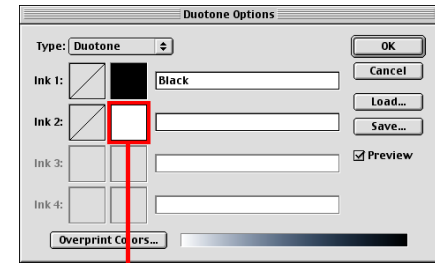 Duotone Options
Type: Duotone
OK
Ink 1: Black
Cancel
Load...
Ink 2:
Save...
Preview
Ink 3:
Ink 4:
Overprint Colors...